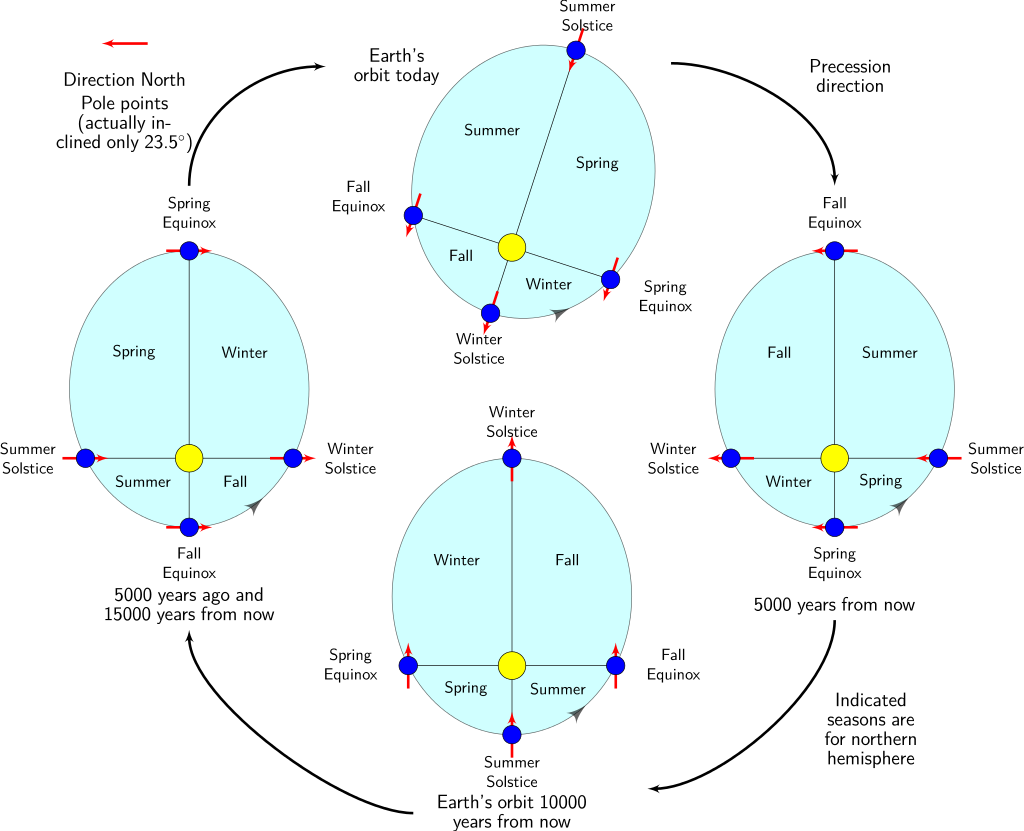 Summer
Solstice
Earth's
orbit today
Precession
direction
Direction North
Pole points
(actually in-
clined only 23.5°)
Summer
Spring
Fall
Equinox
Fall
Winter
Spring
Equinox
Winter
Solstice
Spring
Equinox
Spring
Winter
Summer
Solstice
Winter
Solstice
Summer
Fall
Fall
Equinox
5000 years ago and
15000 years from now
Fall
Equinox
Fall
Summer
Winter
Solstice
Summer
Solstice
Winter
Spring
Spring
Equinox
5000 years from now
Winter
Solstice
Winter
Fall
Spring
Equinox
Fall
Equinox
Spring
Summer
Summer
Solstice
Earth's orbit 10000
years from now
Indicated
seasons are
for northern
hemisphere